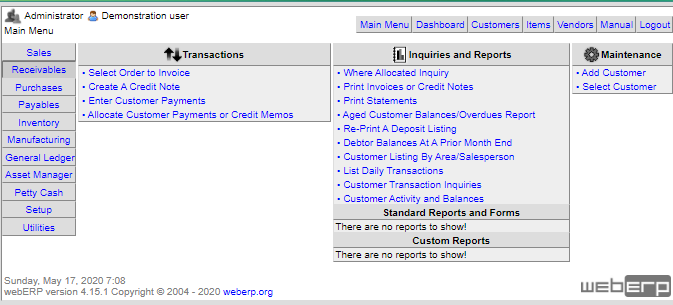 Administrator Demonstration user
Main Menu
Main Menu Dashboard Customers Items Vendors Manual Logout
Sales
Receivables
Purchases
Payables
Inventory
Manufacturing
General Ledger
Asset Manager
Petty Cash
Setup
Utilities
Transactions
• Select Order to Invoice
• Create A Credit Note
• Enter Customer Payments
• Allocate Customer Payments or Credit Memos
Inquiries and Reports
• Where Allocated Inquiry
• Print Invoices or Credit Notes
• Print Statements
• Aged Customer Balances/Overdues Report
• Re-Print A Deposit Listing
• Debtor Balances At A Prior Month End
• Customer Listing By Area/Salesperson
• List Daily Transactions
• Customer Transaction Inquiries
• Customer Activity and Balances
Standard Reports and Forms
There are no reports to show!
Custom Reports
There are no reports to show!
Maintenance
• Add Customer
• Select Customer
Sunday, May 17, 2020 7:08
webERP version 4.15.1 Copyright © 2004 - 2020 weberp.org
webERP